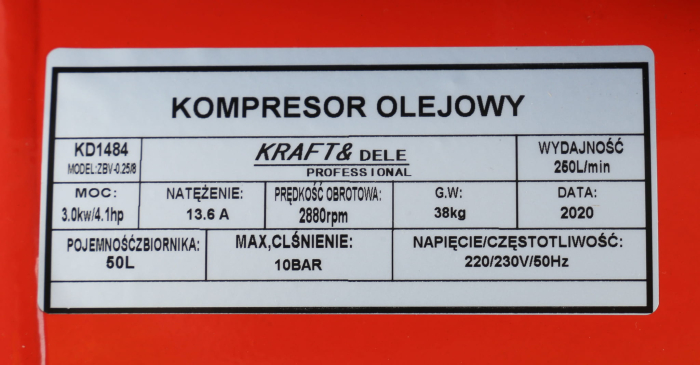 KOMPRESOR OLEJOWY
KD1484
MODEL:ZBV-0.25/8
KRAFT& DELE
PROFESSIONAL
WYDAJNOŚĆ
250L/min
MOC:
3.0kw/4.1hp
NATĘŻENIE:
13.6 A
PRĘDKOŚĆ OBROTOWA:
2880rpm
G.W:
38kg
DATA:
2020
POJEMNOŚĆZBIORNIKA:
50L
MAX,CLŚNIENIE:
10BAR
NAPIĘCIE/CZĘSTOTLIWOŚĆ:
220/230V/50Hz